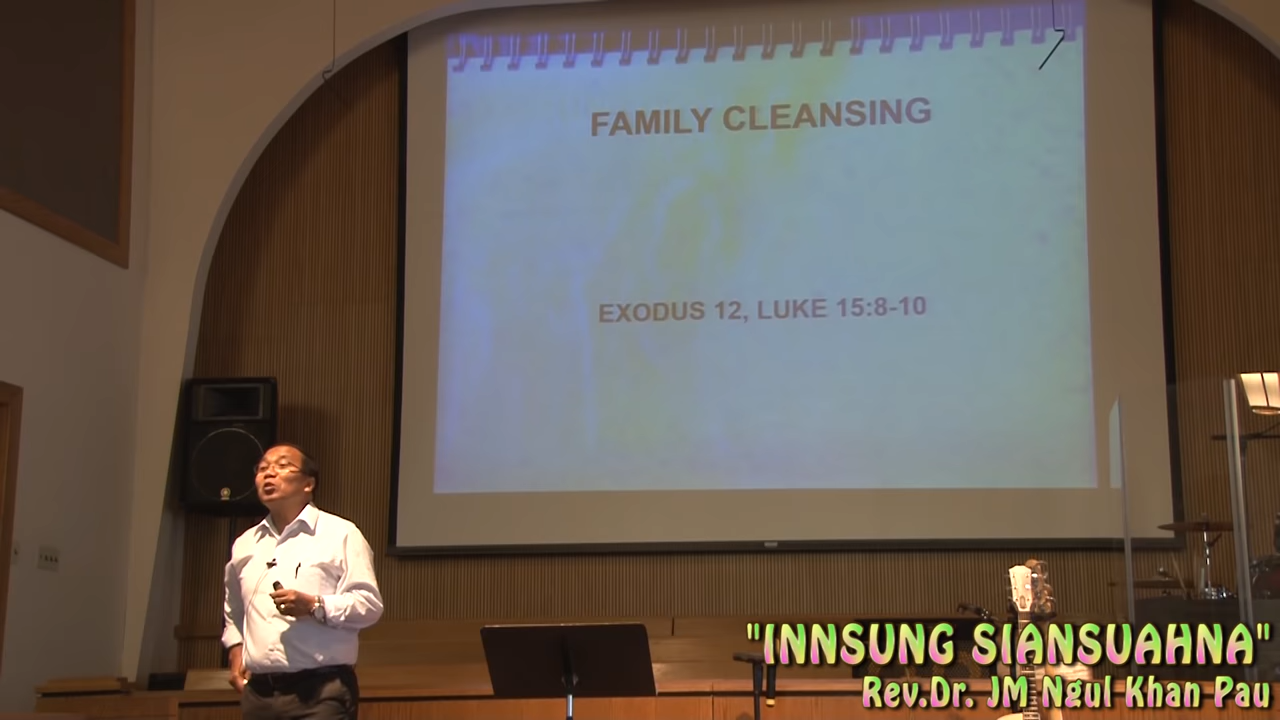 FAMILY CLEANSING
EXODUS 12, LUKE 15:8-10
"INNSUNG SIANSUAHNA"
Rev.Dr. JM Ngul Khan Pau